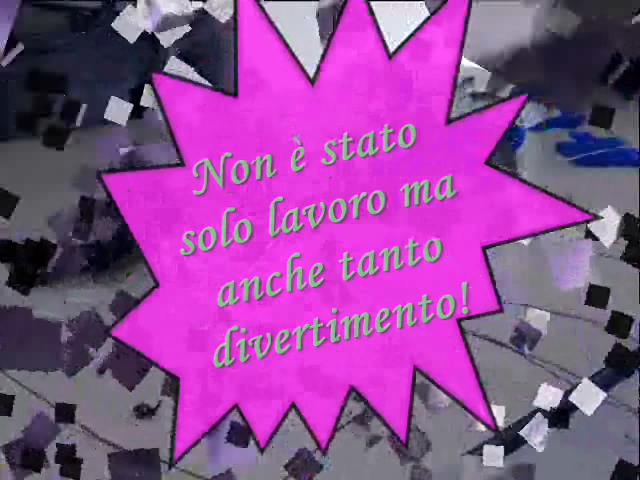 Non è stato
solo lavoro ma
anche tanto
divertimento!